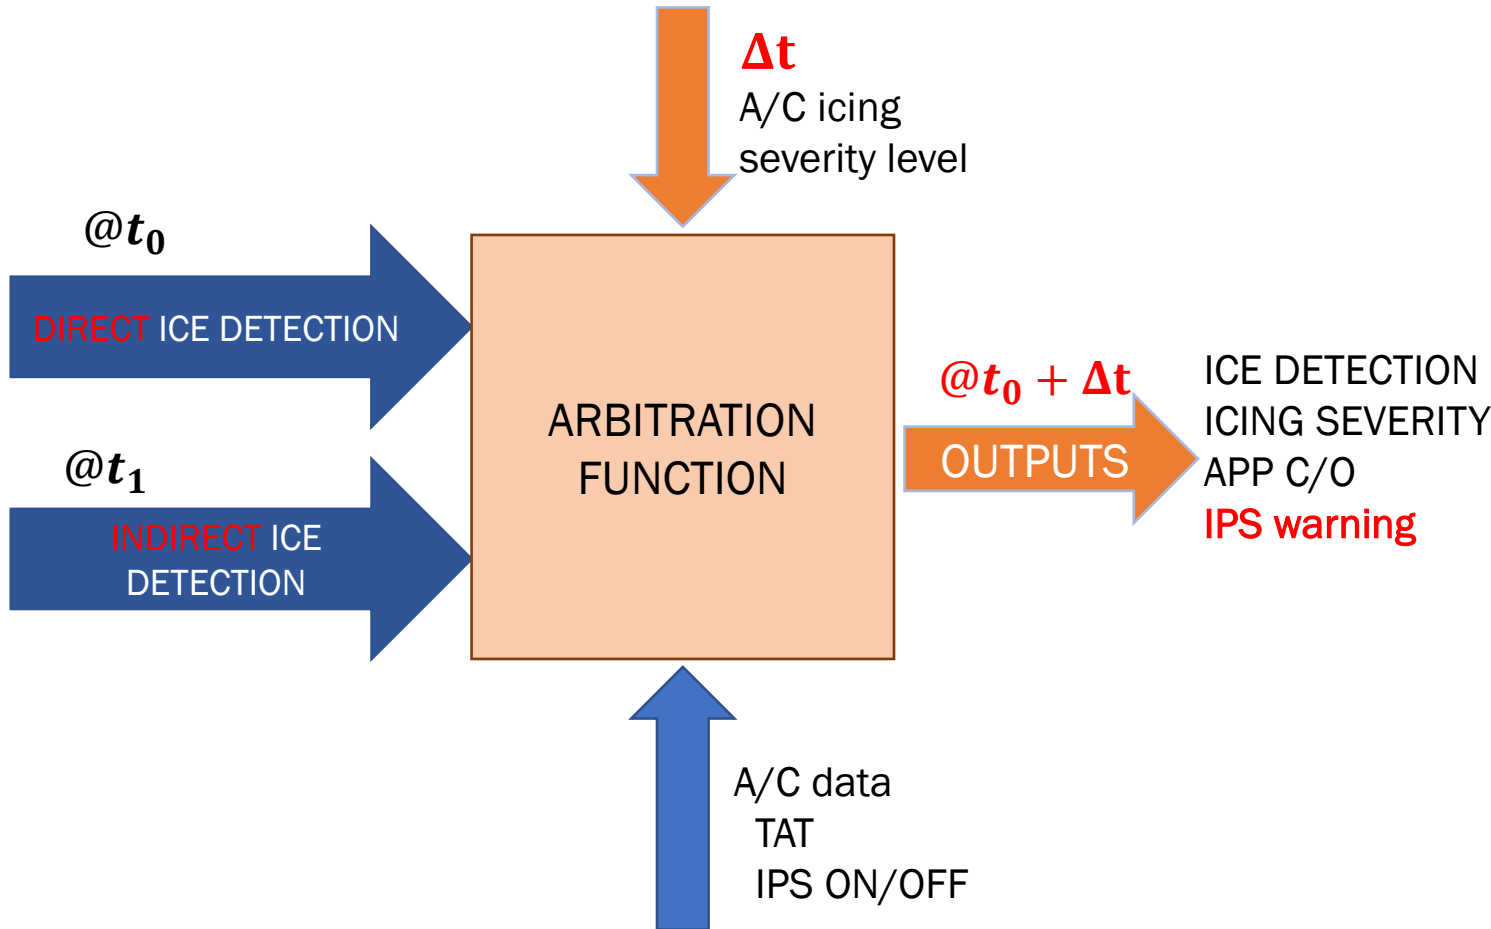 Δt
A/C icing
severity level
@t₀
DIRECT ICE DETECTION
@t₁
INDIRECT ICE
DETECTION
ARBITRATION
FUNCTION
@t₀ + Δt
OUTPUTS
ICE DETECTION
ICING SEVERITY
APP C/O
IPS warning
A/C data
TAT
IPS ON/OFF